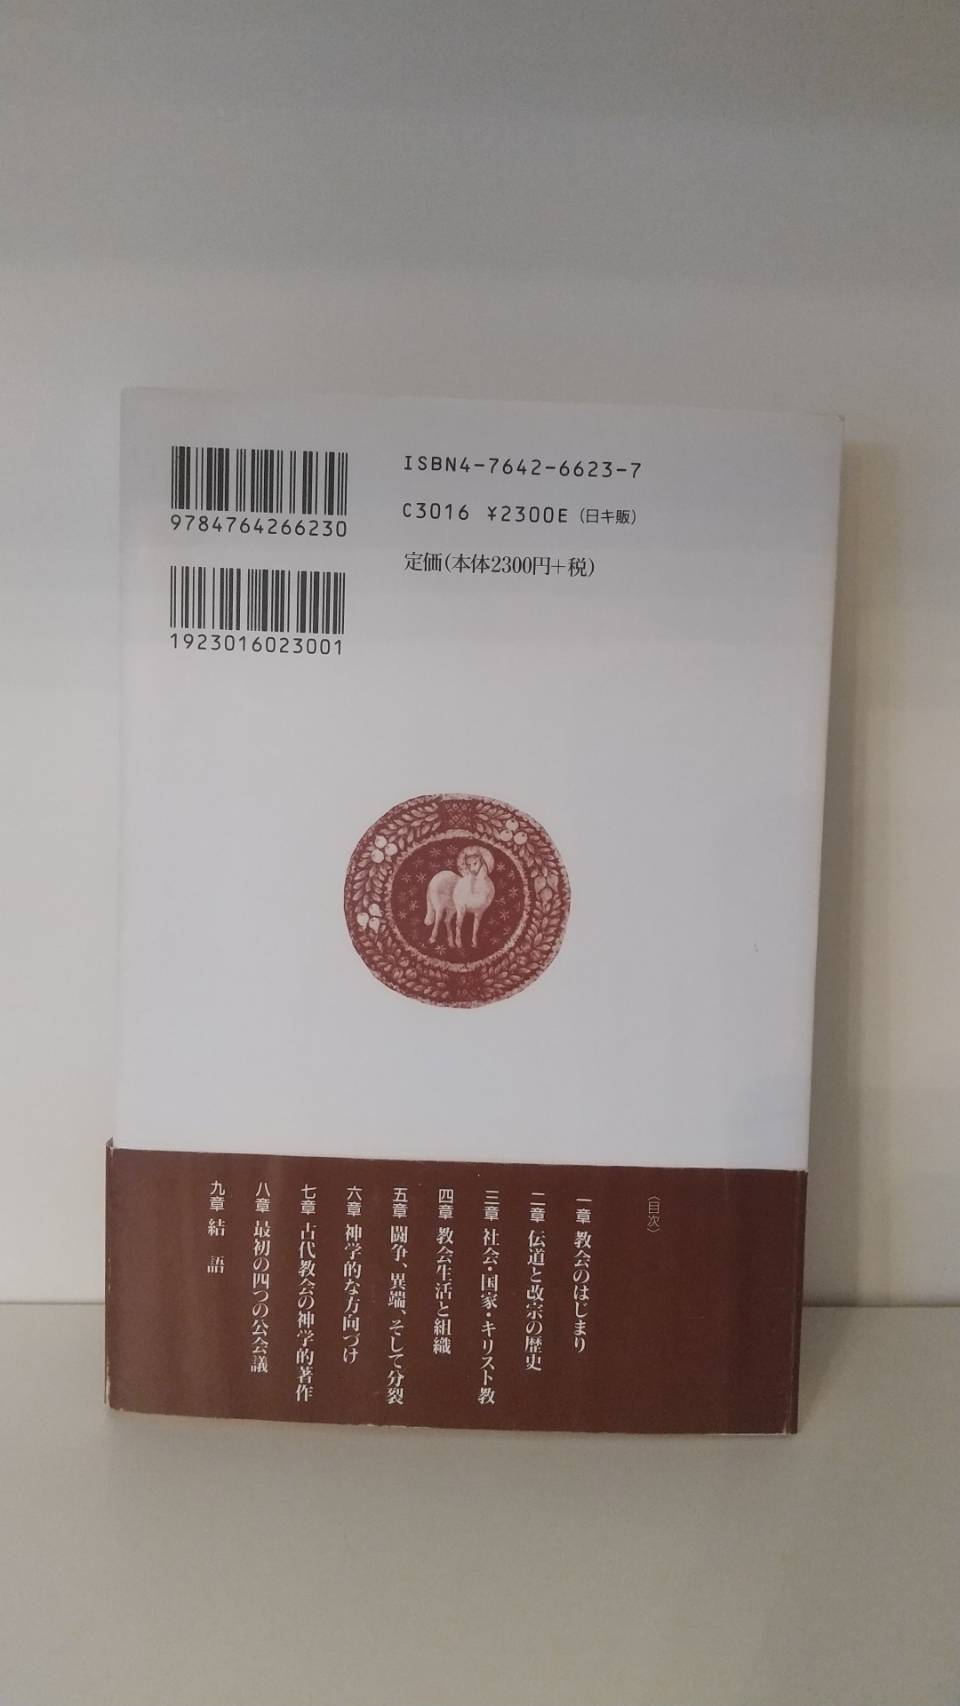 9784764266230
ISBN4-7642-6623-7
C3016 ¥2300E (日キ販)
定価(本体2300円+税)
1923016023001
〈目次〉
一章 教会のはじまり
二章 伝道と改宗の歴史
三章 社会・国家・キリスト教
四章 教会生活と組織
五章 闘争、異端、そして分裂
六章 神学的な方向づけ
七章 古代教会の神学的著作
八章 最初の四つの公会議
九章 結語